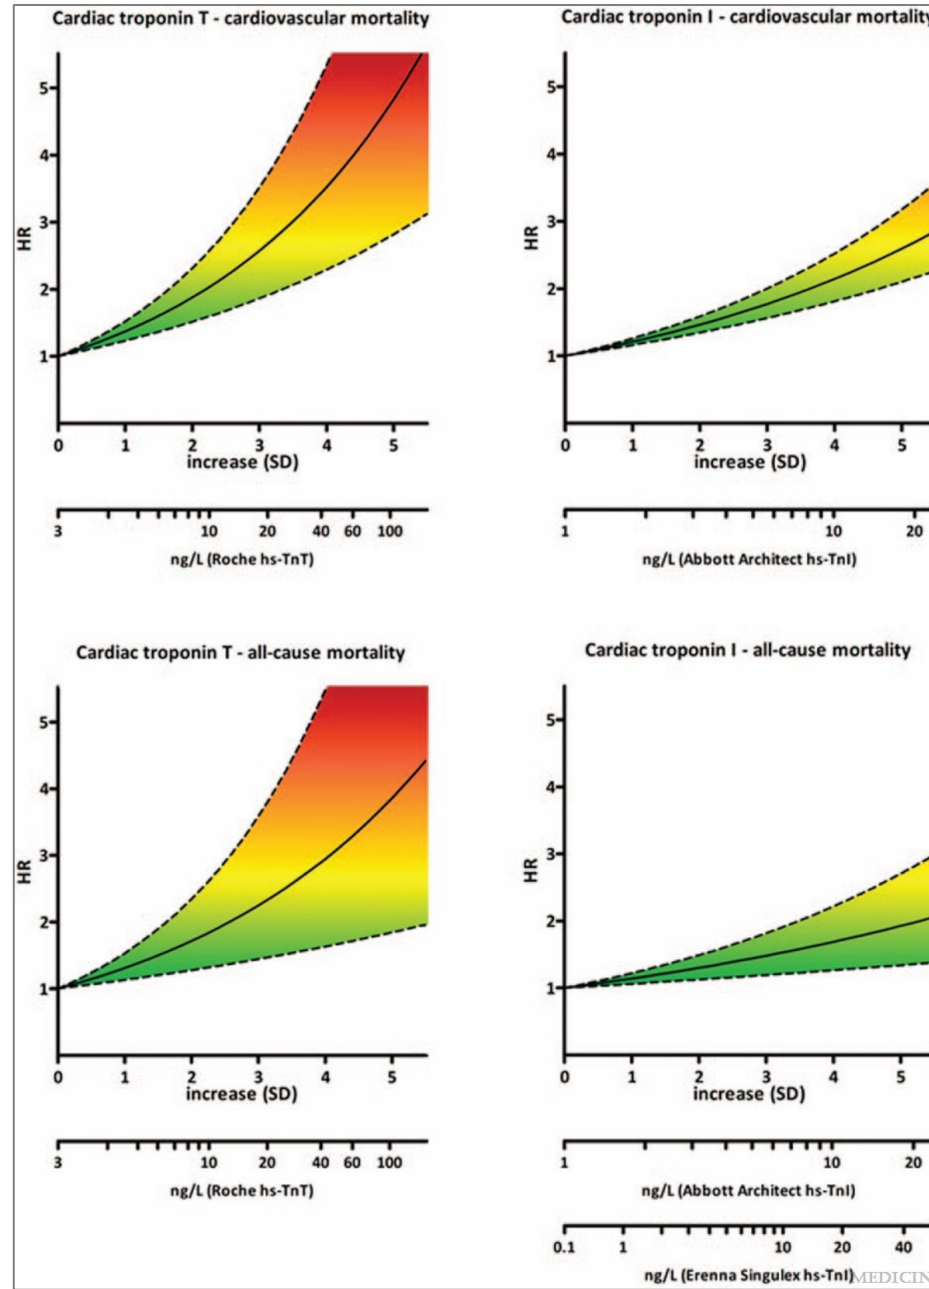 Cardiac troponin T - cardiovascular mortality
5
4
3
2
1
HR
0 1 2 3 4 5
increase (SD)
3 10 20 40 60 100
ng/L (Roche hs-TnT)
Cardiac troponin I - cardiovascular mortality
5
4
3
2
1
HR
0 1 2 3 4 5
increase (SD)
1 10 20
ng/L (Abbott Architect hs-TnI)
Cardiac troponin T - all-cause mortality
5
4
3
2
1
HR
0 1 2 3 4 5
increase (SD)
3 10 20 40 60 100
ng/L (Roche hs-TnT)
Cardiac troponin I - all-cause mortality
5
4
3
2
1
HR
0 1 2 3 4 5
increase (SD)
1 10 20
ng/L (Abbott Architect hs-TnI)
0.1 1 10 20 40
ng/L (Erenna Singulex hs-TnI)
MEDICIN